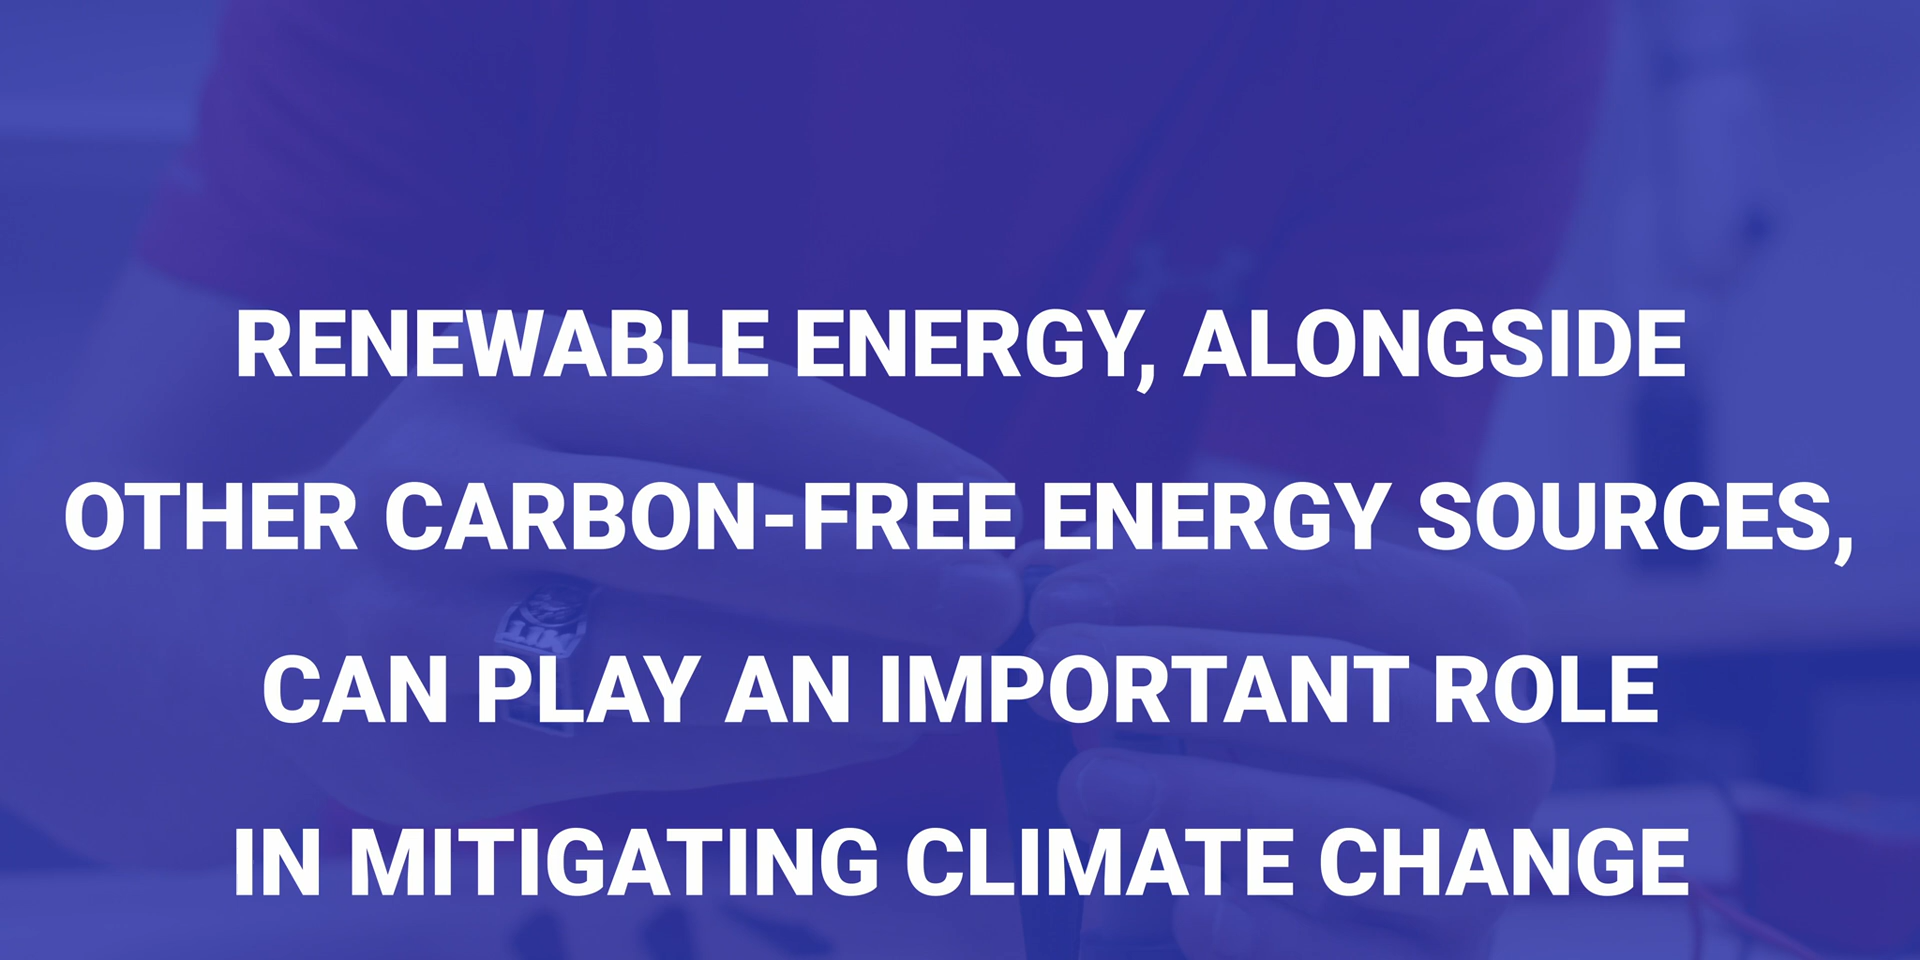 RENEWABLE ENERGY, ALONGSIDE
OTHER CARBON-FREE ENERGY SOURCES,
CAN PLAY AN IMPORTANT ROLE
IN MITIGATING CLIMATE CHANGE